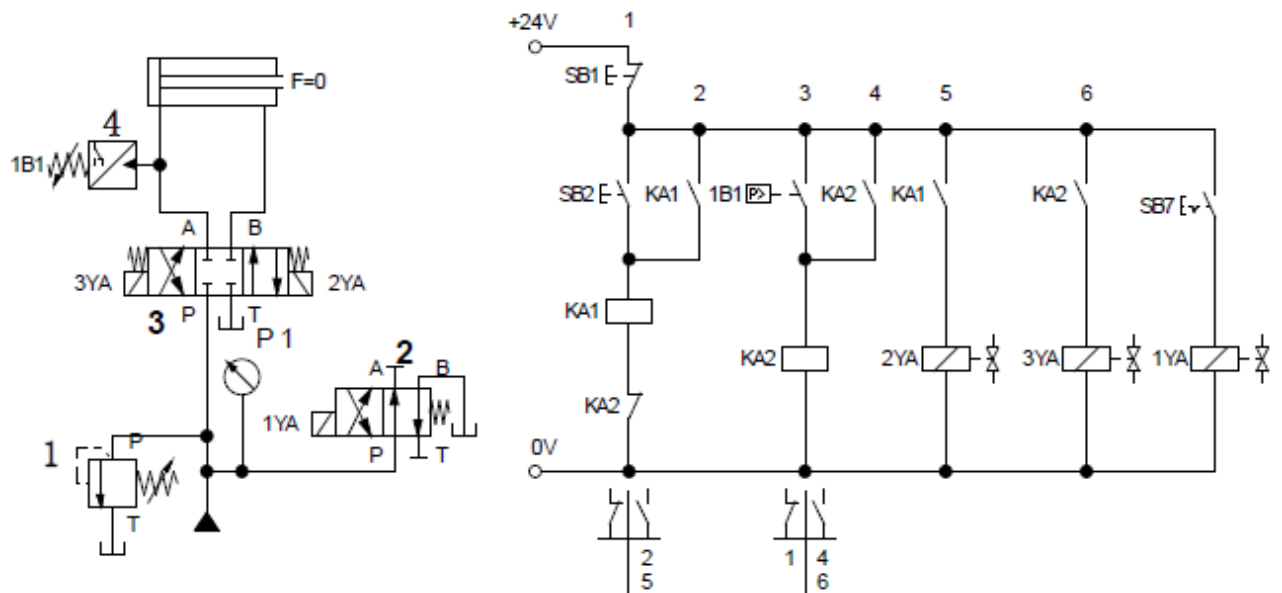 F=0
4
1B1
A B
3YA 2YA
P T
3 P1
A 2 B
1YA
P T
1 P
T
1
+24V
SB1
2 3 4 5 6
SB2 KA1 1B1 P> KA2 KA1 KA2 SB7
KA1
KA2 2YA 3YA 1YA
KA2
0V
2 1 4
5 6